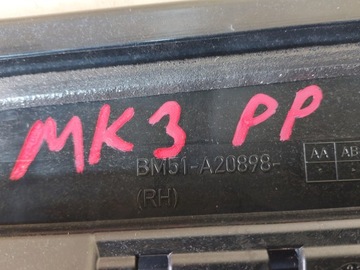 MK3 PP
BM51-A20898-
(RH)
AA AB